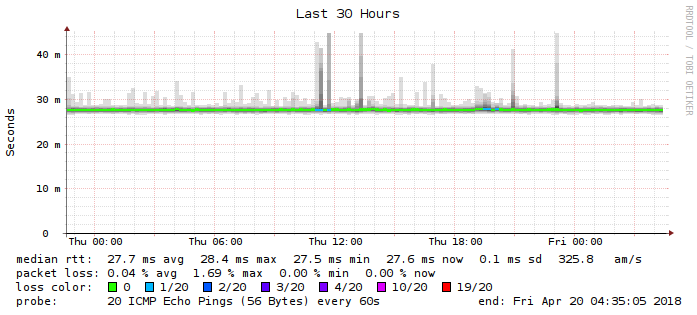 Last 30 Hours
RRDTOOL / TOBI OETIKER
Seconds
40 m
30 m
20 m
10 m
0
Thu 00:00 Thu 06:00 Thu 12:00 Thu 18:00 Fri 00:00
median rtt: 27.7 ms avg 28.4 ms max 27.5 ms min 27.6 ms now 0.1 ms sd 325.8 am/s
packet loss: 0.04 % avg 1.69 % max 0.00 % min 0.00 % now
loss color: 0 1/20 2/20 3/20 4/20 10/20 19/20
probe: 20 ICMP Echo Pings (56 Bytes) every 60s end: Fri Apr 20 04:35:05 2018